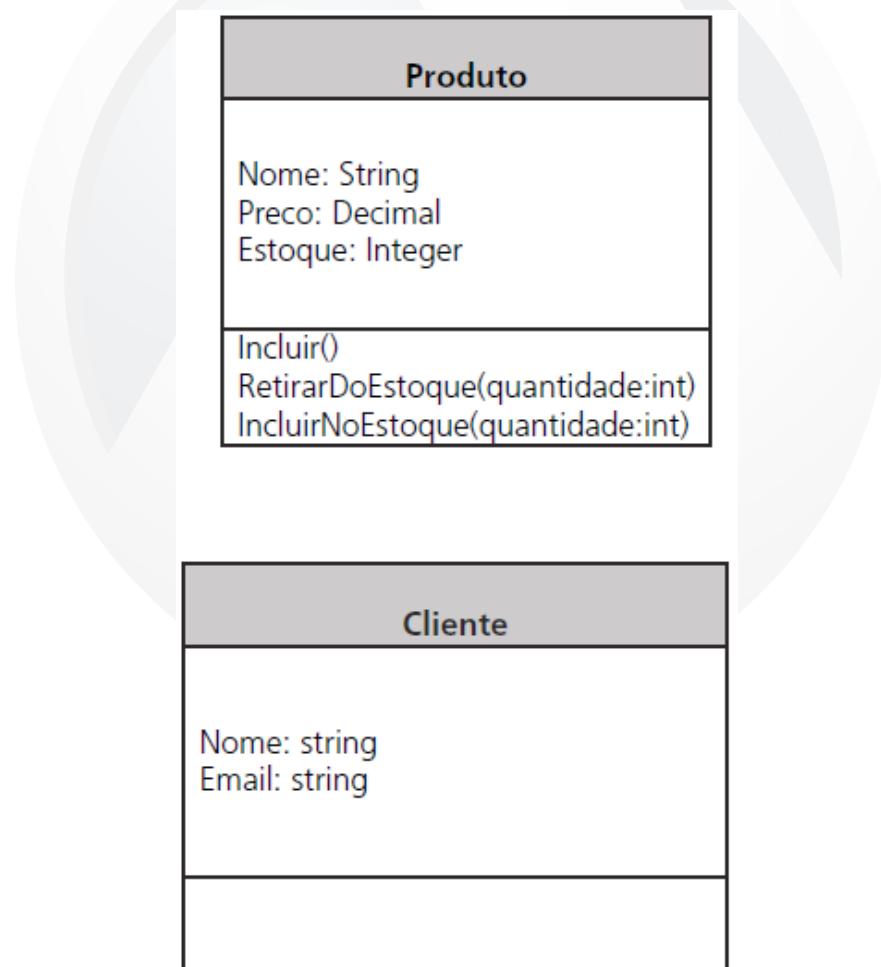 Produto
Nome: String
Preco: Decimal
Estoque: Integer
Incluir()
RetirarDoEstoque(quantidade:int)
IncluirNoEstoque(quantidade:int)
Cliente
Nome: string
Email: string